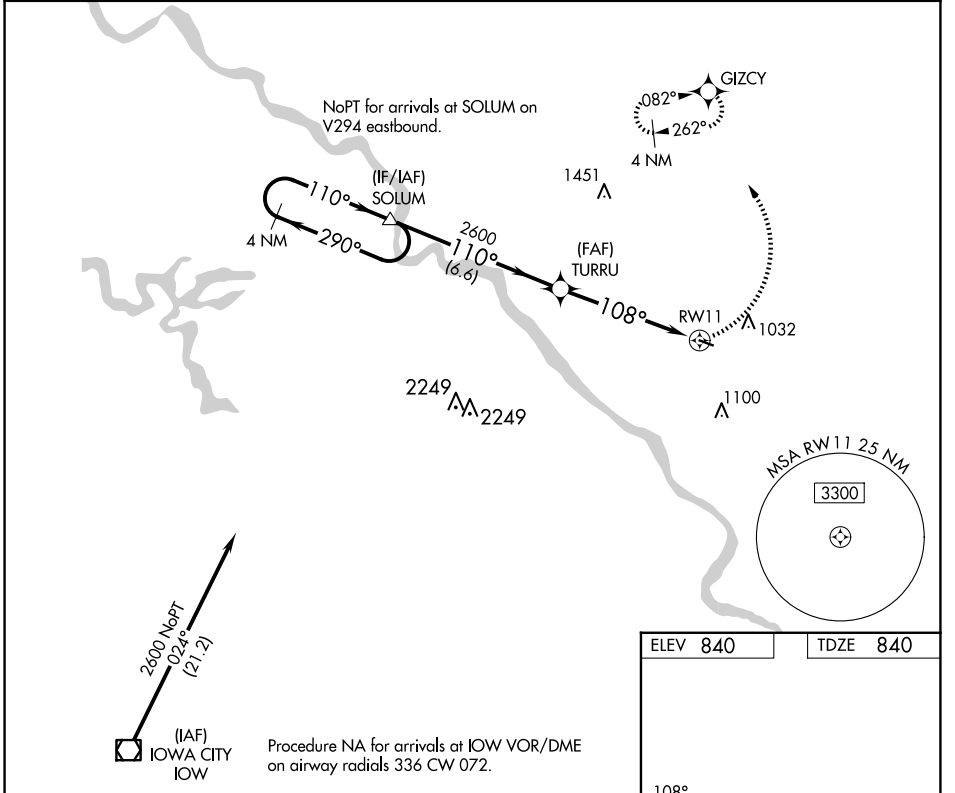 GIZCY
082°
262°
4 NM
NoPT for arrivals at SOLUM on
V294 eastbound.
1451
(IF/IAF)
SOLUM
110°
290°
4 NM
2600
110°
(6.6)
(FAF)
TURRU
108°
RW11
1032
2249
2249
1100
MSA RW11 25 NM
3300
2600 NoPT
024°
(21.2)
(IAF)
IOWA CITY
IOW
Procedure NA for arrivals at IOW VOR/DME
on airway radials 336 CW 072.
ELEV 840
TDZE 840
108°